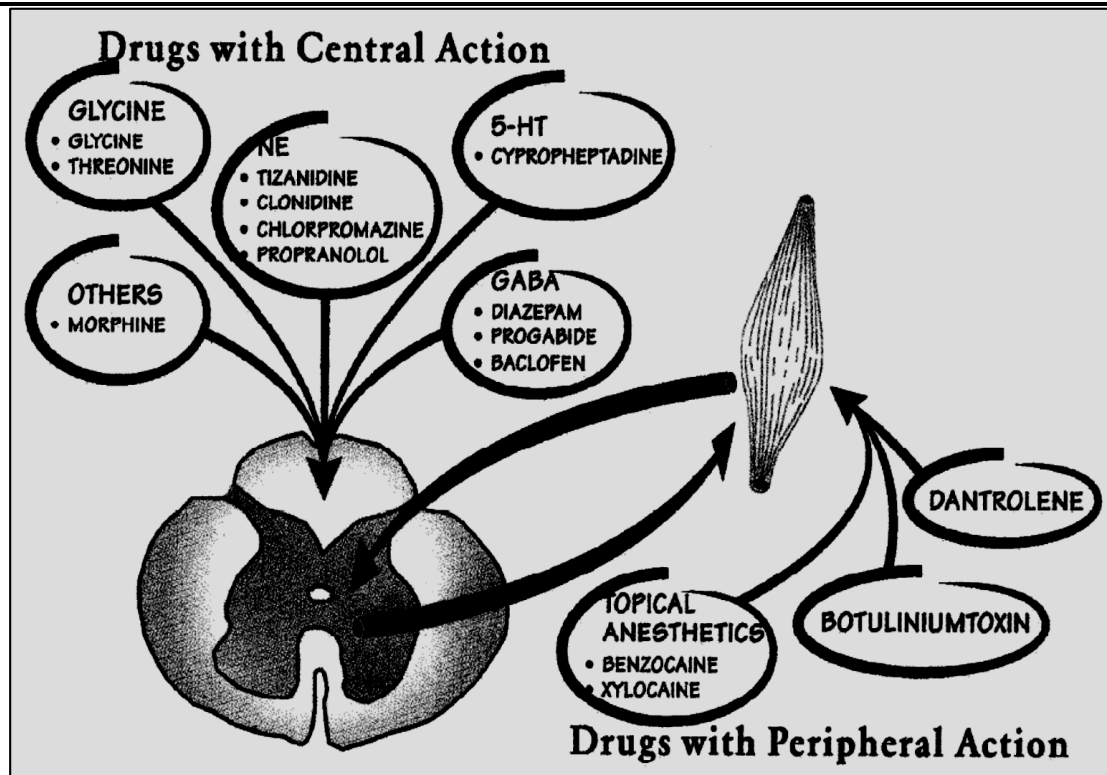 Drugs with Central Action
GLYCINE
• GLYCINE
• THREONINE
NE
• TIZANIDINE
• CLONIDINE
• CHLORPROMAZINE
• PROPRANOLOL
5-HT
• CYPROPHEPTADINE
OTHERS
• MORPHINE
GABA
• DIAZEPAM
• PROGABIDE
• BACLOFEN
DANTROLENE
TOPICAL
ANESTHETICS
• BENZOCAINE
• XYLOCAINE
BOTULINIUMTOXIN
Drugs with Peripheral Action